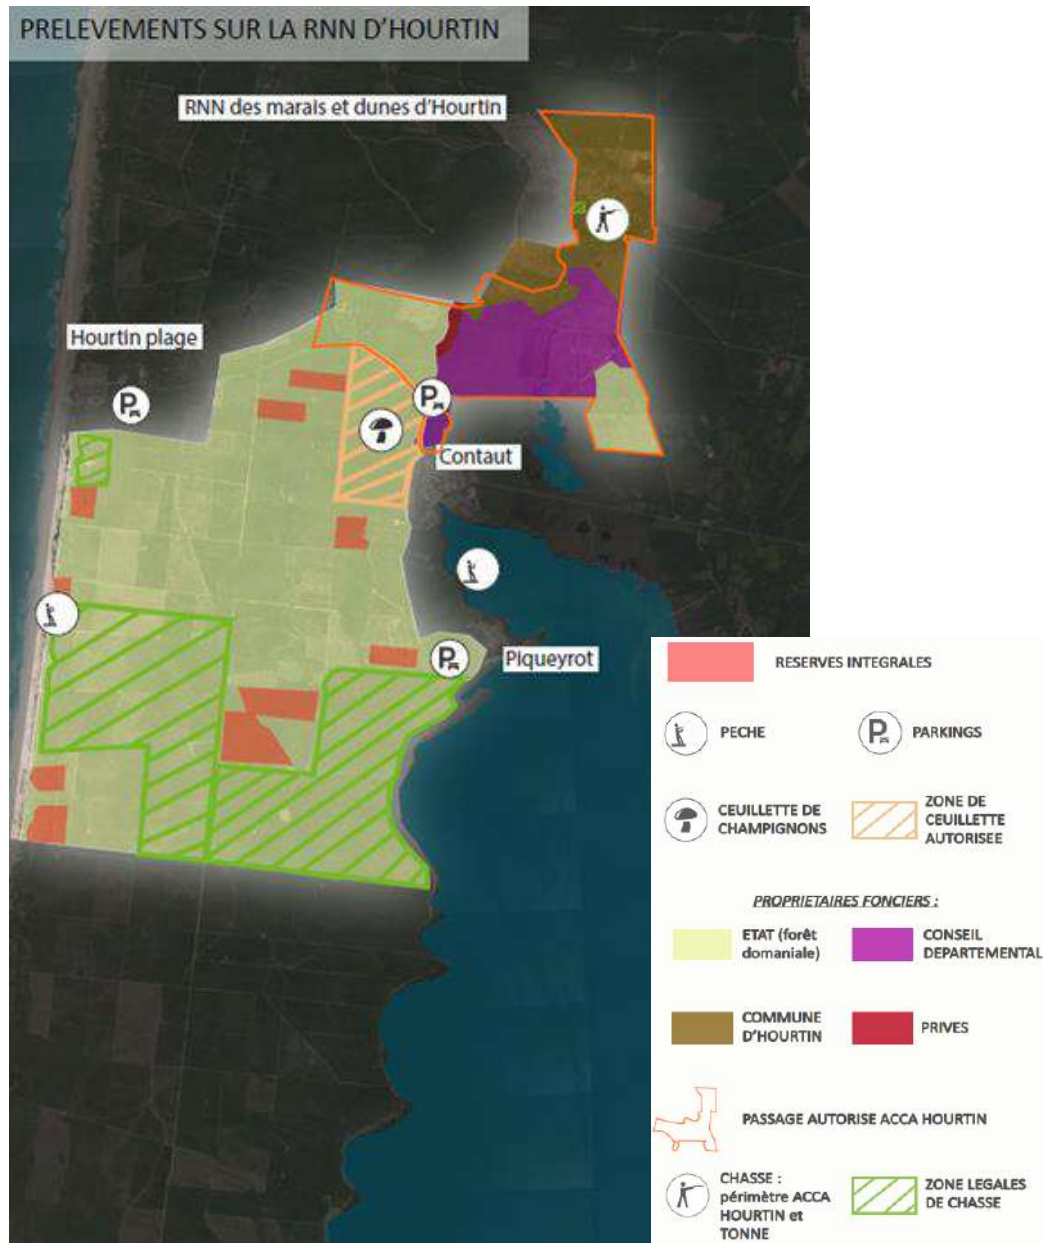 PRELEVEMENTS SUR LA RNN D'HOURTIN
RNN des marais et dunes d'Hourtin
Hourtin plage
P
P
Contaut
P
Piqueyrot
RESERVES INTEGRALES
PECHE
P
PARKINGS
CEUILLETTE DE
CHAMPIGNONS
ZONE DE
CEUILLETTE
AUTORISEE
PROPRIETAIRES FONCIERS :
ETAT (forêt
domaniale)
CONSEIL
DEPARTEMENTAL
COMMUNE
D'HOURTIN
PRIVES
PASSAGE AUTORISE ACCA HOURTIN
CHASSE :
périmètre ACCA
HOURTIN et
TONNE
ZONE LEGALES
DE CHASSE